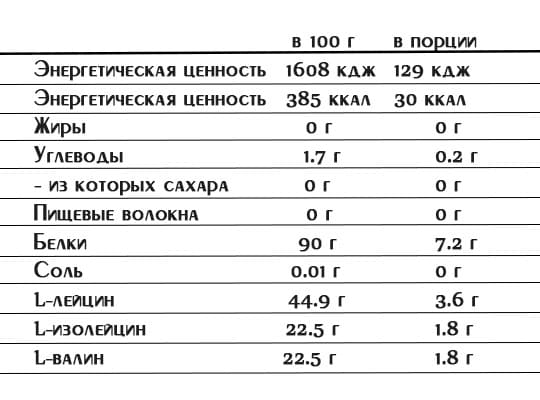 в 100 г в порции
Энергетическая ценность 1608 кДж 129 кДж
Энергетическая ценность 385 ккал 30 ккал
Жиры 0 г 0 г
Углеводы 1.7 г 0.2 г
- из которых сахара 0 г 0 г
Пищевые волокна 0 г 0 г
Белки 90 г 7.2 г
Соль 0.01 г 0 г
L-лейцин 44.9 г 3.6 г
L-изолейцин 22.5 г 1.8 г
L-валин 22.5 г 1.8 г